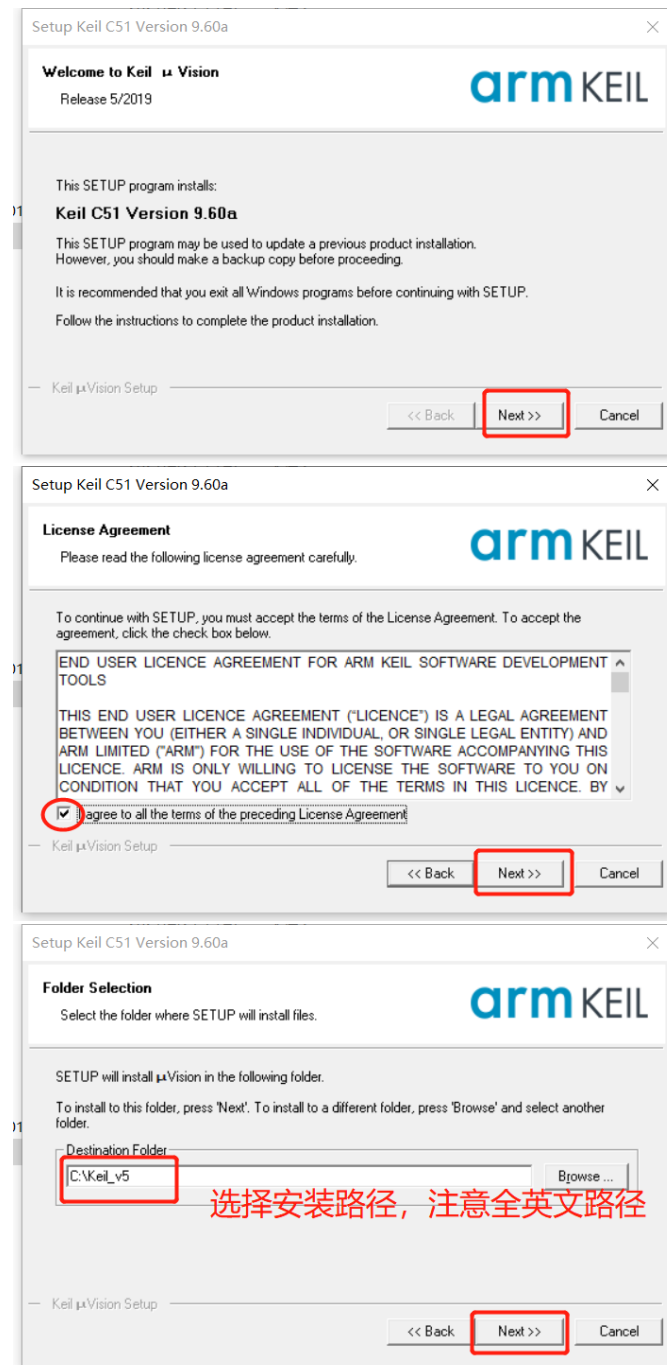 Setup Keil C51 Version 9.60a
Welcome to Keil μ Vision
Release 5/2019
arm KEIL
This SETUP program installs:
Keil C51 Version 9.60a
This SETUP program may be used to update a previous product installation.
However, you should make a backup copy before proceeding.
It is recommended that you exit all Windows programs before continuing with SETUP.
Follow the instructions to complete the product installation.
Keil μVision Setup
<< Back
Next >>
Cancel
Setup Keil C51 Version 9.60a
License Agreement
Please read the following license agreement carefully.
arm KEIL
To continue with SETUP, you must accept the terms of the License Agreement. To accept the
agreement, click the check box below.
END USER LICENCE AGREEMENT FOR ARM KEIL SOFTWARE DEVELOPMENT
TOOLS
THIS END USER LICENCE AGREEMENT (“LICENCE”) IS A LEGAL AGREEMENT
BETWEEN YOU (EITHER A SINGLE INDIVIDUAL, OR SINGLE LEGAL ENTITY) AND
ARM LIMITED ("ARM") FOR THE USE OF THE SOFTWARE ACCOMPANYING THIS
LICENCE. ARM IS ONLY WILLING TO LICENSE THE SOFTWARE TO YOU ON
CONDITION THAT YOU ACCEPT ALL OF THE TERMS IN THIS LICENCE. BY
I agree to all the terms of the preceding License Agreement
Keil μVision Setup
<< Back
Next >>
Cancel
Setup Keil C51 Version 9.60a
Folder Selection
Select the folder where SETUP will install files.
arm KEIL
SETUP will install μVision in the following folder.
To install to this folder, press 'Next'. To install to a different folder, press 'Browse' and select another
folder.
Destination Folder
C:\Keil_v5
Browse ...
选择安装路径，注意全英文路径
Keil μVision Setup
<< Back
Next >>
Cancel